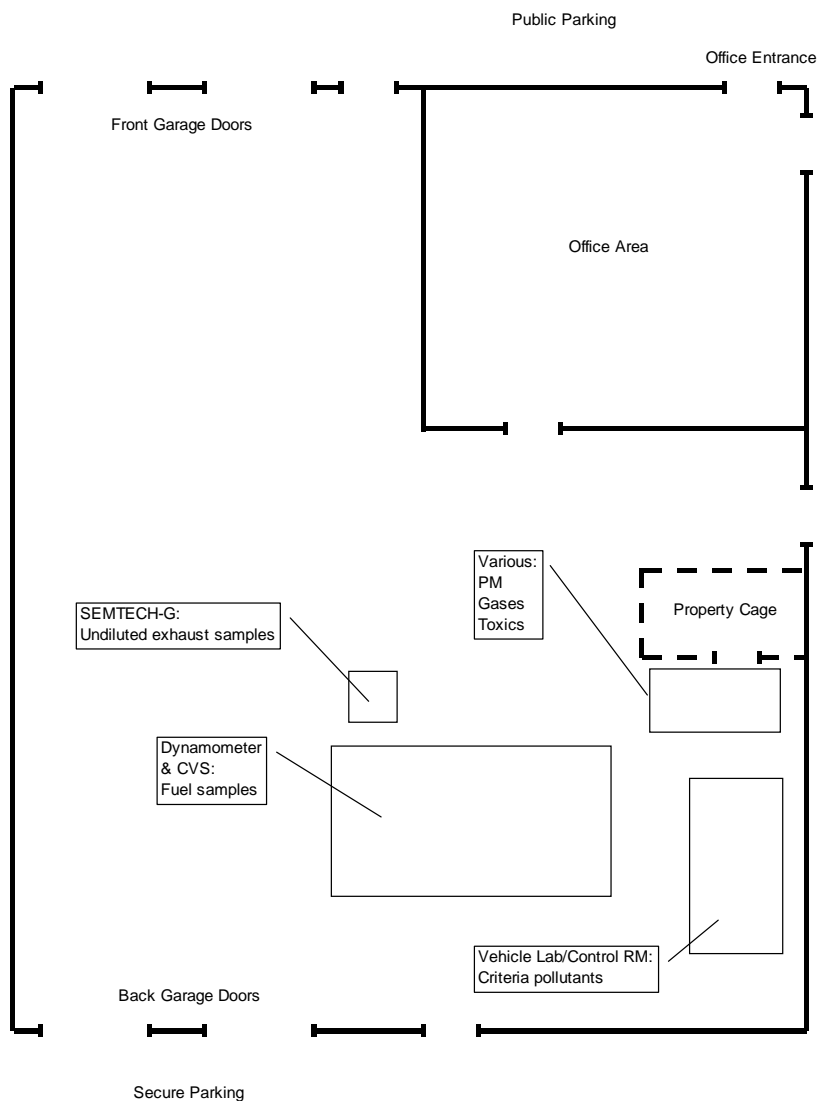 Public Parking
Office Entrance
Front Garage Doors
Office Area
Various:
PM
Gases
Toxics
Property Cage
SEMTECH-G:
Undiluted exhaust samples
Dynamometer
& CVS:
Fuel samples
Vehicle Lab/Control RM:
Criteria pollutants
Back Garage Doors
Secure Parking